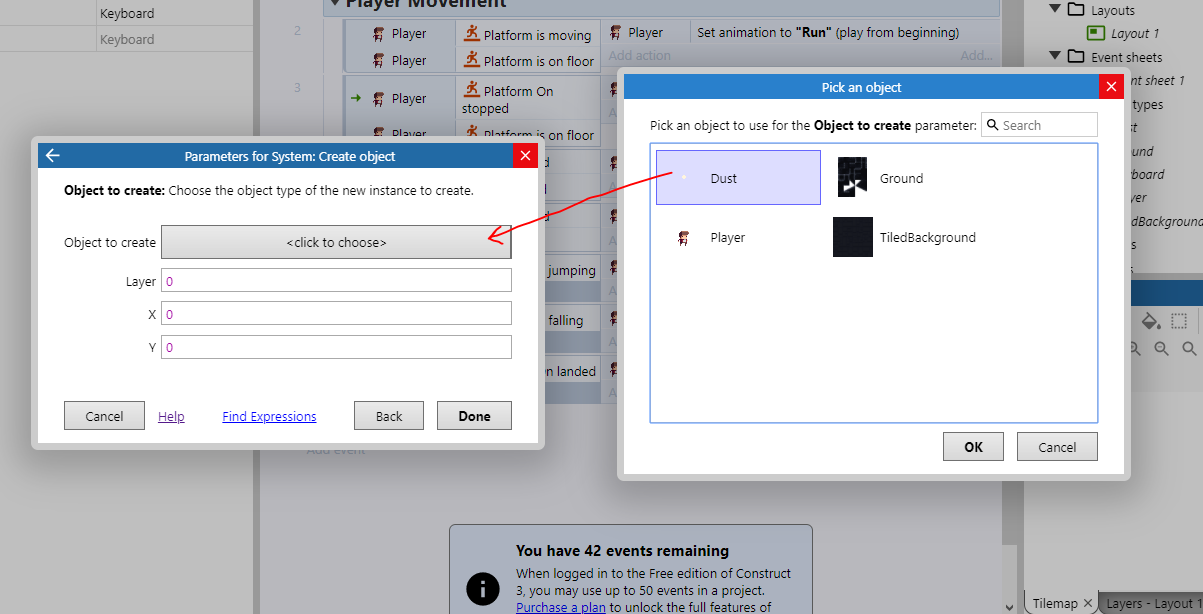 Keyboard
Keyboard
Player Movement
2
Player
Platform is moving
Player
Set animation to "Run" (play from beginning)
Player
Platform is on floor
Add action
Add...
3
Player
Platform On
stopped
Player
Platform is on floor
jumping
falling
n landed
Add event
Parameters for System: Create object
Object to create: Choose the object type of the new instance to create.
Object to create
<click to choose>
Layer
0
X
0
Y
0
Cancel
Help
Find Expressions
Back
Done
Pick an object
Pick an object to use for the Object to create parameter:
Search
Dust
Ground
Player
TiledBackground
OK
Cancel
You have 42 events remaining
When logged in to the Free edition of Construct
3, you may use up to 50 events in a project.
Purchase a plan to unlock the full features of
Layouts
Layout 1
Event sheets
nt sheet 1
types
st
und
board
yer
dBackground
s
Tilemap
Layers - Layout 1